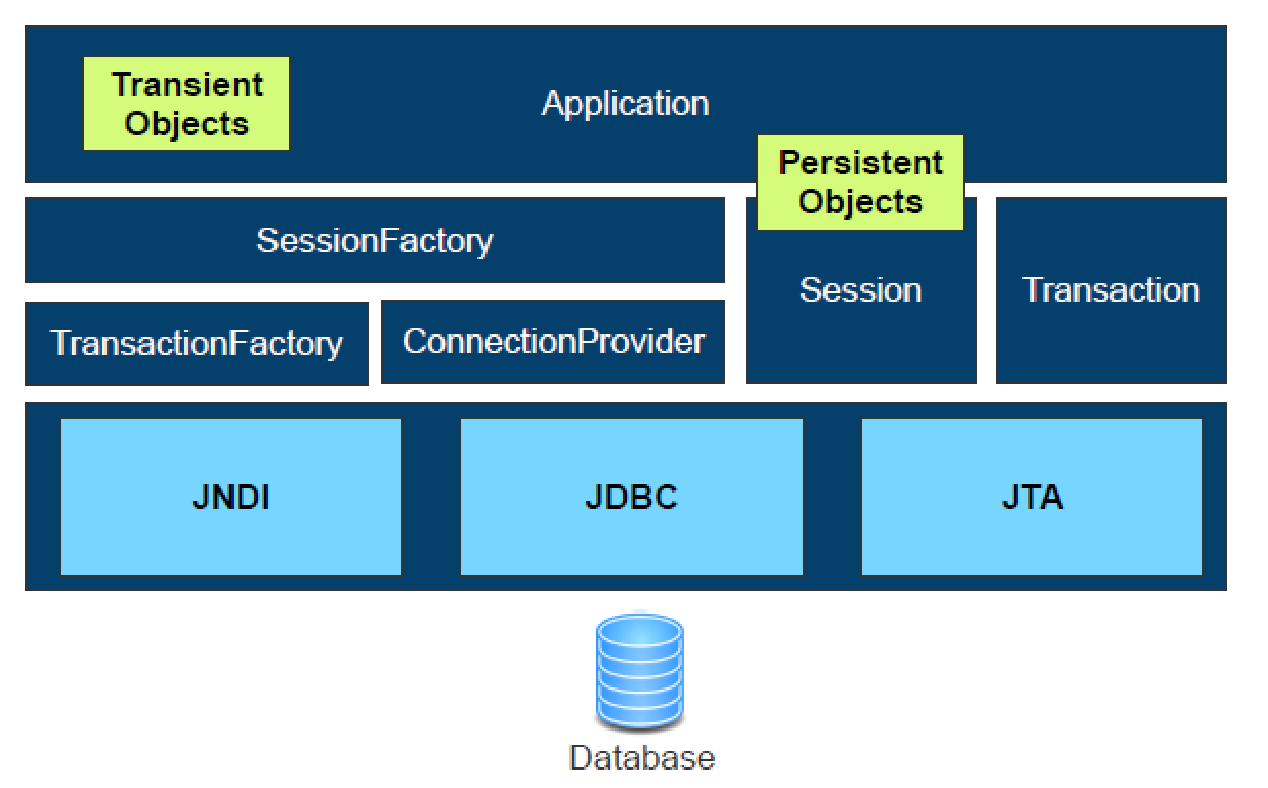 Transient
Objects
Application
Persistent
Objects
SessionFactory
Session
Transaction
TransactionFactory
ConnectionProvider
JNDI
JDBC
JTA
Database